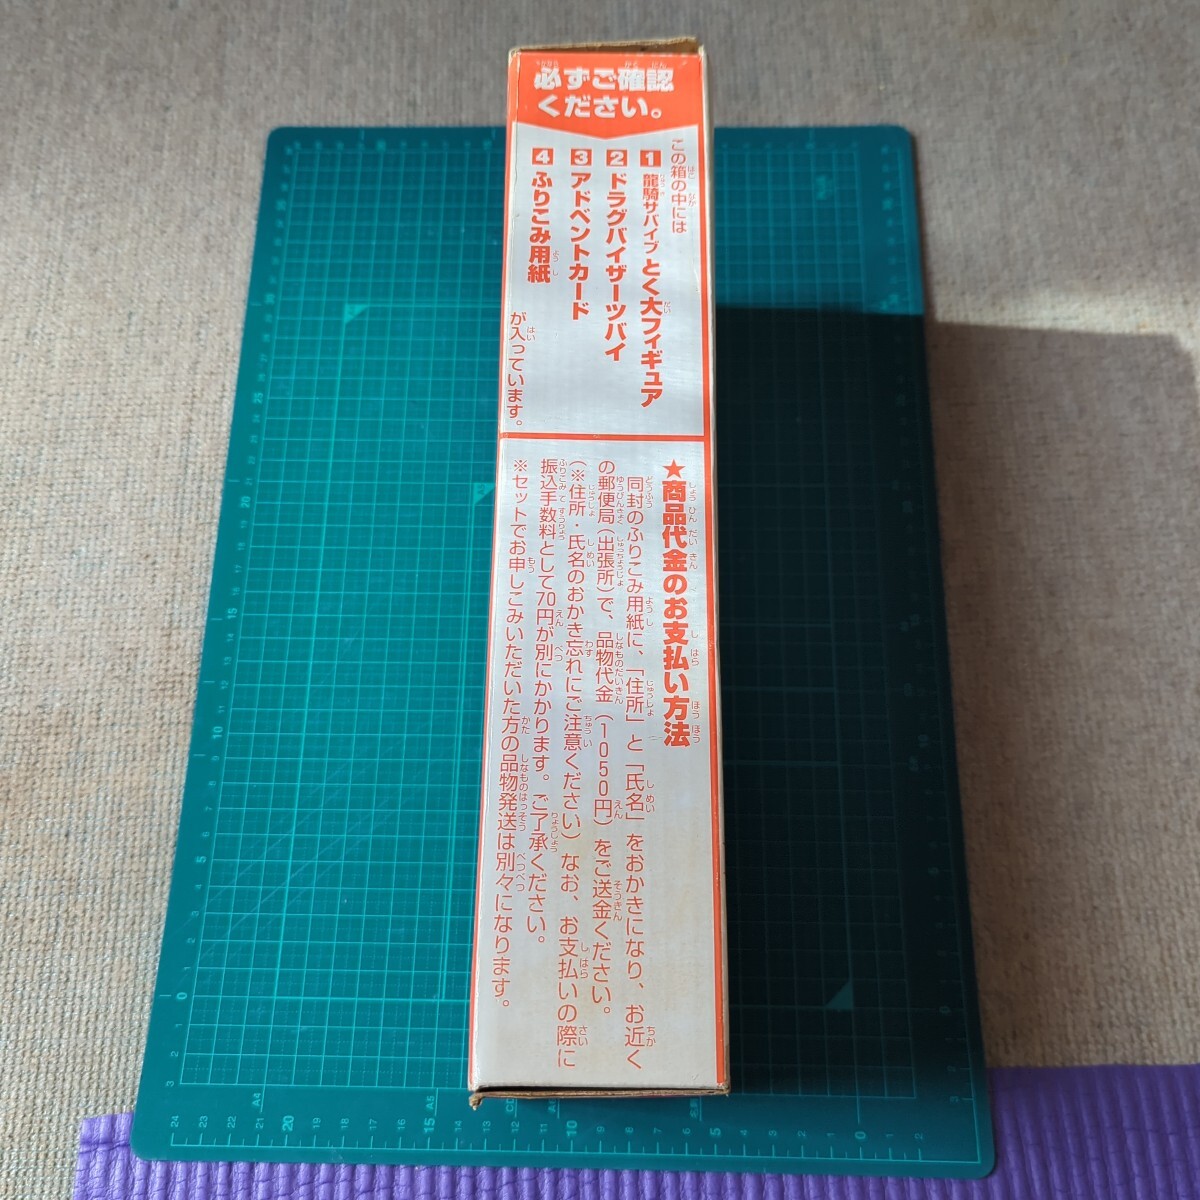 必ずご確認
ください。
この箱の中には
1 龍騎サバイブ とく大フィギュア
2 ドラグバイザーツバイ
3 アドベントカード
4 ふりこみ用紙
が入っています。
★商品代金のお支払い方法
同封のふりこみ用紙に、「住所」と「氏名」をおかきになり、お近く
の郵便局(出張所)で、品物代金(1050円)をご送金ください。
(※住所・氏名のおかき忘れにご注意ください)なお、お支払いの際に
振込手数料として70円が別にかかります。ご了承ください。
※セットでお申しこみいただいた方の品物発送は別々になります。